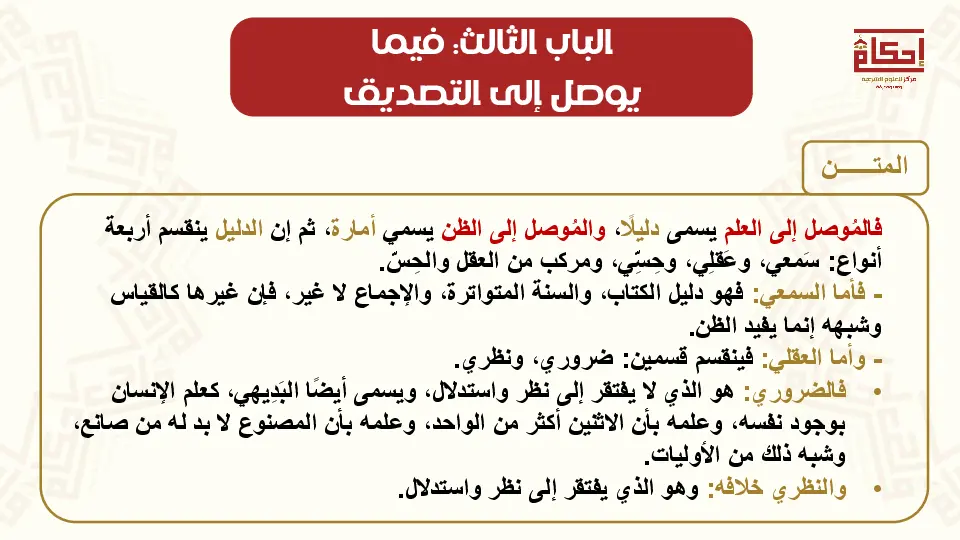 الباب الثالث: فيما
يوصل إلى التصديق
إحكام
مركز للعلوم الشرعية
المتـــــــن
فالمُوصل إلى العلم يسمى دليلًا، والمُوصل إلى الظن يسمي أمارة، ثم إن الدليل ينقسم أربعة
أنواع: سَمعي، وعَقلِي، وحِسِّي، ومركب من العقل والحِسّ.
- فأما السمعي: فهو دليل الكتاب، والسنة المتواترة، والإجماع لا غير، فإن غيرها كالقياس
وشبهه إنما يفيد الظن.
- وأما العقلي: فينقسم قسمين: ضروري، ونظري.
• فالضروري: هو الذي لا يفتقر إلى نظر واستدلال، ويسمى أيضًا البَدِيهي، كعلم الإنسان
بوجود نفسه، وعلمه بأن الاثنين أكثر من الواحد، وعلمه بأن المصنوع لا بد له من صانع،
وشبه ذلك من الأوليات.
• والنظري خلافه: وهو الذي يفتقر إلى نظر واستدلال.